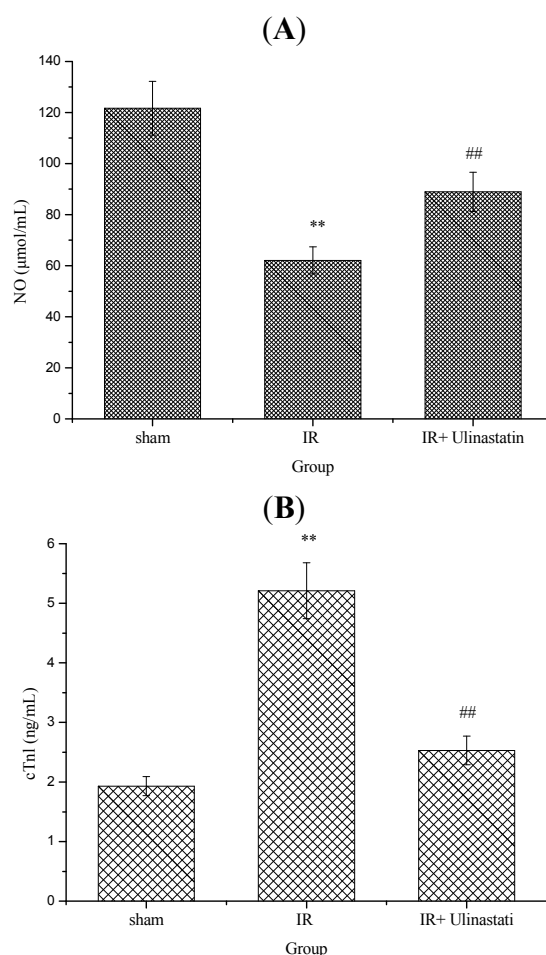 (A)
140
120
100
80
60
40
20
0
NO (μmol/mL)
**
##
sham IR IR+ Ulinastatin
Group
(B)
6
5
4
3
2
1
0
cTnI (ng/mL)
**
##
sham IR IR+ Ulinastati
Group